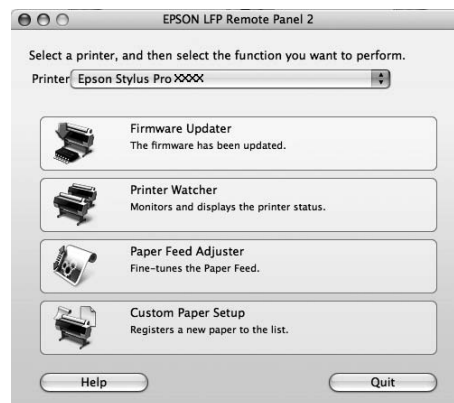 EPSON LFP Remote Panel 2
Select a printer, and then select the function you want to perform.
Printer Epson Stylus Pro XXXX
Firmware Updater
The firmware has been updated.
Printer Watcher
Monitors and displays the printer status.
Paper Feed Adjuster
Fine-tunes the Paper Feed.
Custom Paper Setup
Registers a new paper to the list.
Help
Quit